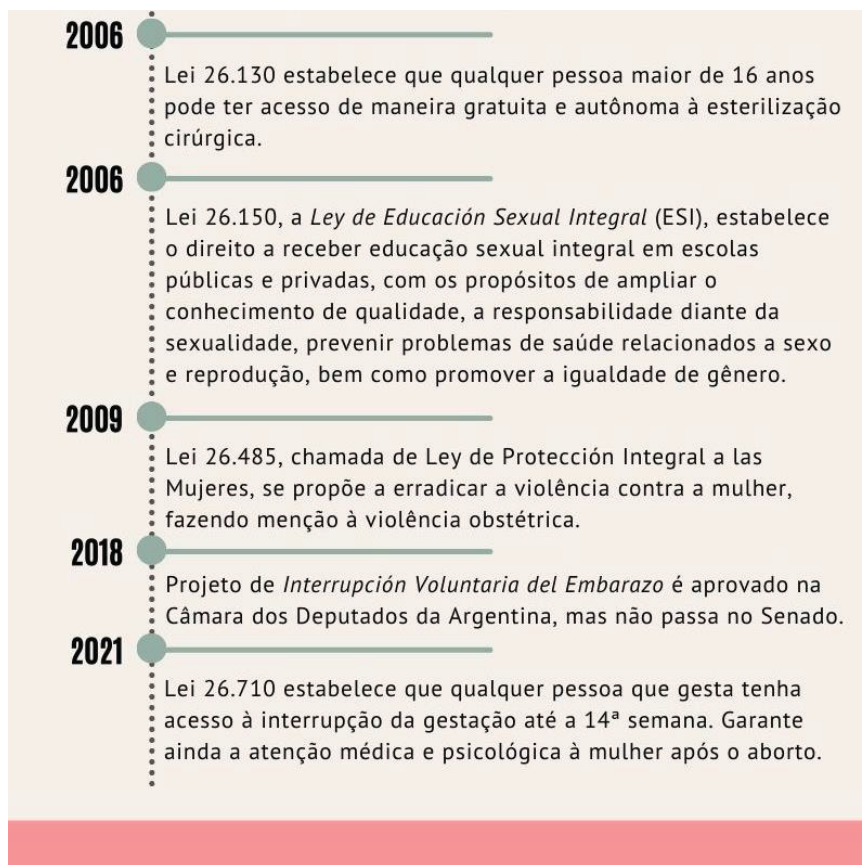 2006
Lei 26.130 estabelece que qualquer pessoa maior de 16 anos
pode ter acesso de maneira gratuita e autônoma à esterilização
cirúrgica.
2006
Lei 26.150, a Ley de Educación Sexual Integral (ESI), estabelece
o direito a receber educação sexual integral em escolas
públicas e privadas, com os propósitos de ampliar o
conhecimento de qualidade, a responsabilidade diante da
sexualidade, prevenir problemas de saúde relacionados a sexo
e reprodução, bem como promover a igualdade de gênero.
2009
Lei 26.485, chamada de Ley de Protección Integral a las
Mujeres, se propõe a erradicar a violência contra a mulher,
fazendo menção à violência obstétrica.
2018
Projeto de Interrupción Voluntaria del Embarazo é aprovado na
Câmara dos Deputados da Argentina, mas não passa no Senado.
2021
Lei 26.710 estabelece que qualquer pessoa que gesta tenha
acesso à interrupção da gestação até a 14ª semana. Garante
ainda a atenção médica e psicológica à mulher após o aborto.